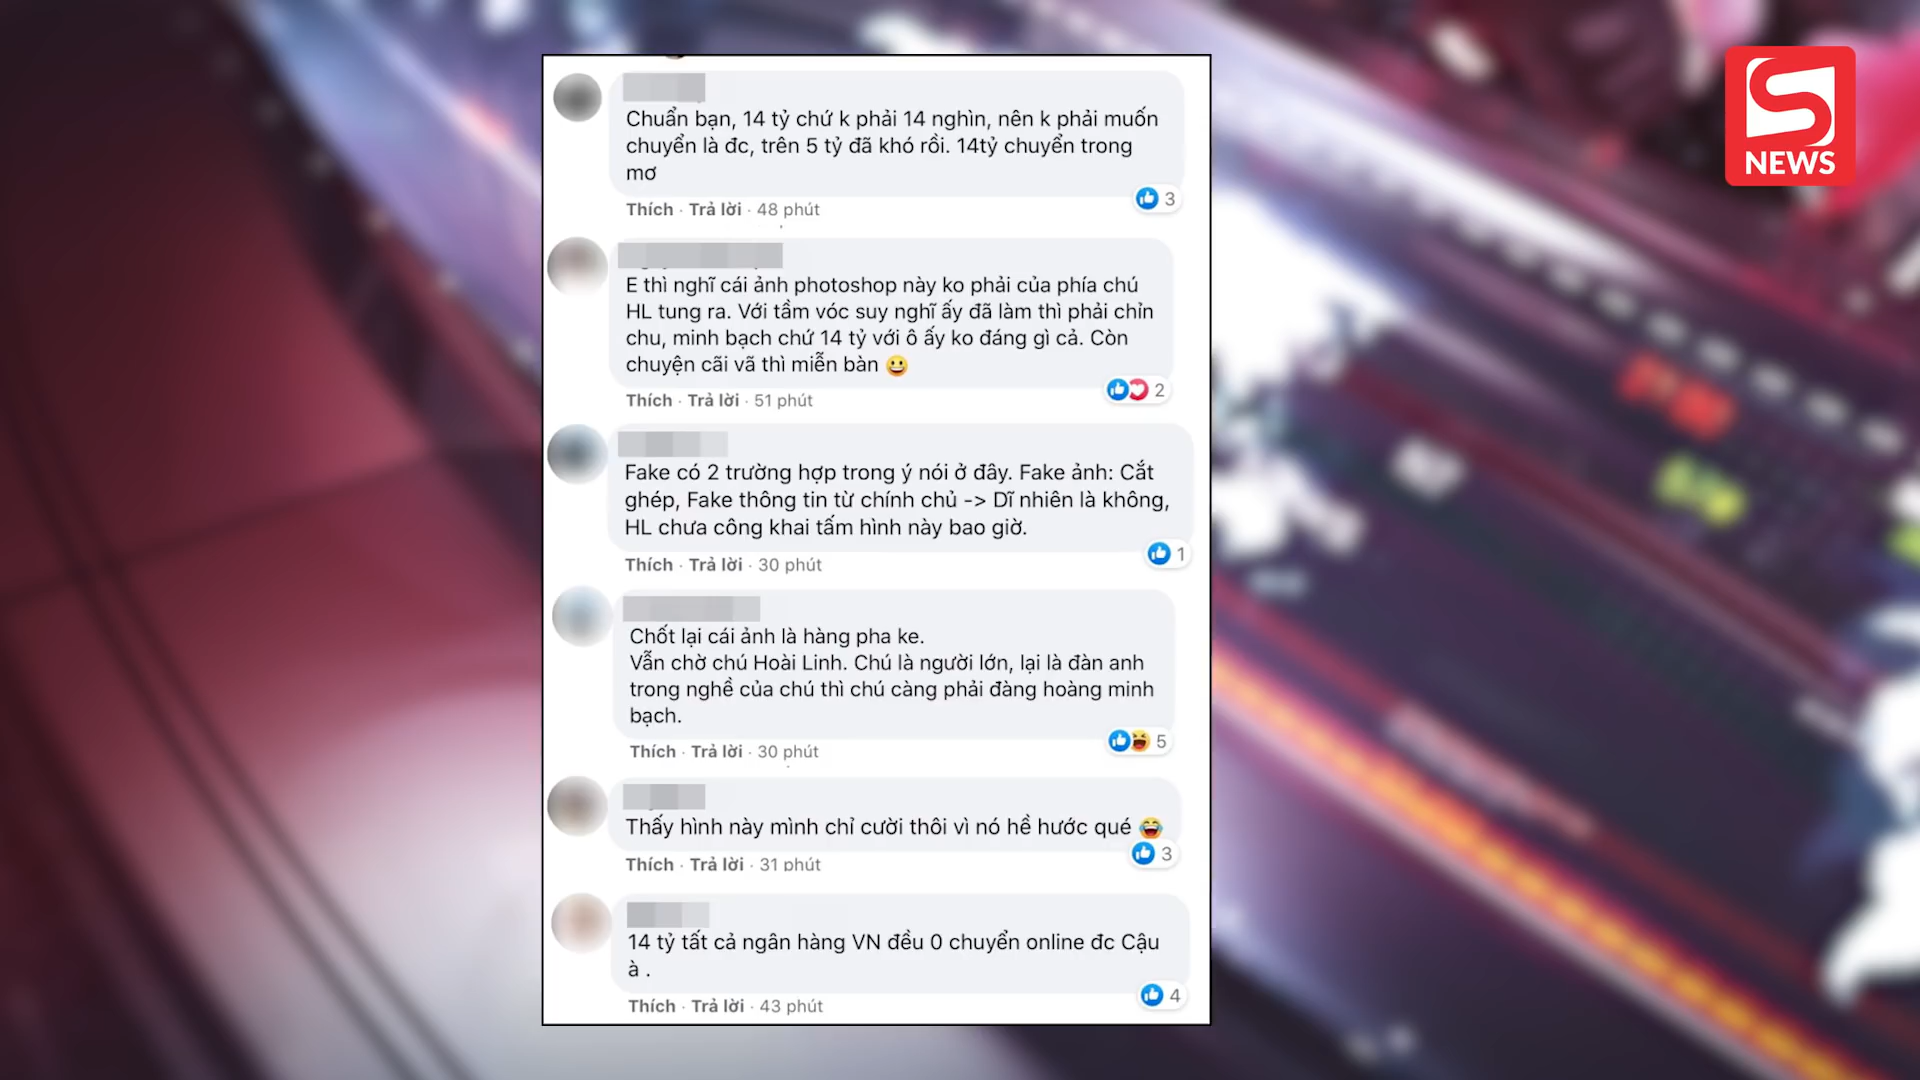 S
NEWS
Chuẩn bạn, 14 tỷ chứ k phải 14 nghìn, nên k phải muốn
chuyển là đc, trên 5 tỷ đã khó rồi. 14tỷ chuyển trong
mơ
Thích · Trả lời · 48 phút
3
E thì nghĩ cái ảnh photoshop này ko phải của phía chú
HL tung ra. Với tầm vóc suy nghĩ ấy đã làm thì phải chỉn
chu, minh bạch chứ 14 tỷ với ô ấy ko đáng gì cả. Còn
chuyện cãi vã thì miễn bàn 😀
Thích · Trả lời · 51 phút
2
Fake có 2 trường hợp trong ý nói ở đây. Fake ảnh: Cắt
ghép, Fake thông tin từ chính chủ -> Dĩ nhiên là không,
HL chưa công khai tấm hình này bao giờ.
Thích · Trả lời · 30 phút
1
Chốt lại cái ảnh là hàng pha ke.
Vẫn chờ chú Hoài Linh. Chú là người lớn, lại là đàn anh
trong nghề của chú thì chú càng phải đàng hoàng minh
bạch.
Thích · Trả lời · 30 phút
5
Thấy hình này mình chỉ cười thôi vì nó hề hước qué 😂
Thích · Trả lời · 31 phút
3
14 tỷ tất cả ngân hàng VN đều 0 chuyển online đc Cậu
à .
Thích · Trả lời · 43 phút
4